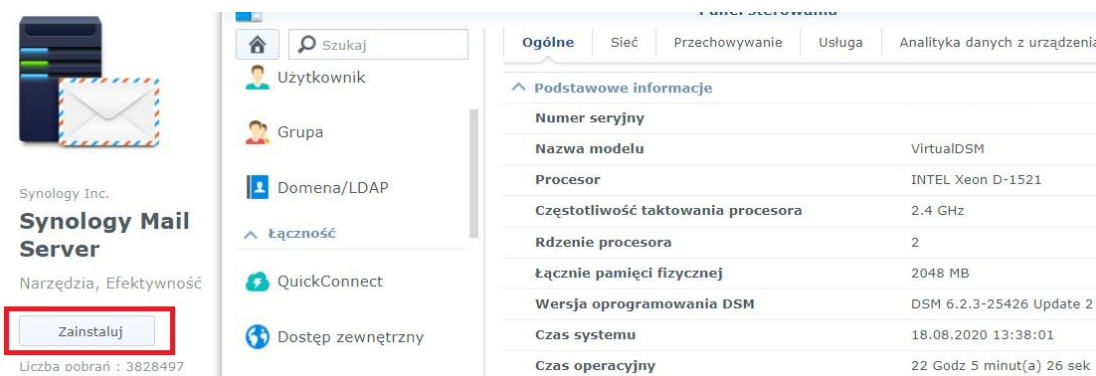 Synology Inc.
Synology Mail
Server
Narzędzia, Efektywność
Zainstaluj
Liczba pobrań : 3828497
Panel sterowania
Szukaj
Użytkownik
Grupa
Domena/LDAP
Łączność
QuickConnect
Dostęp zewnętrzny
Ogólne Sieć Przechowywanie Usługa Analityka danych z urządzenia
Podstawowe informacje
Numer seryjny
Nazwa modelu VirtualDSM
Procesor INTEL Xeon D-1521
Częstotliwość taktowania procesora 2.4 GHz
Rdzenie procesora 2
Łącznie pamięci fizycznej 2048 MB
Wersja oprogramowania DSM DSM 6.2.3-25426 Update 2
Czas systemu 18.08.2020 13:38:01
Czas operacyjny 22 Godz 5 minut(a) 26 sek